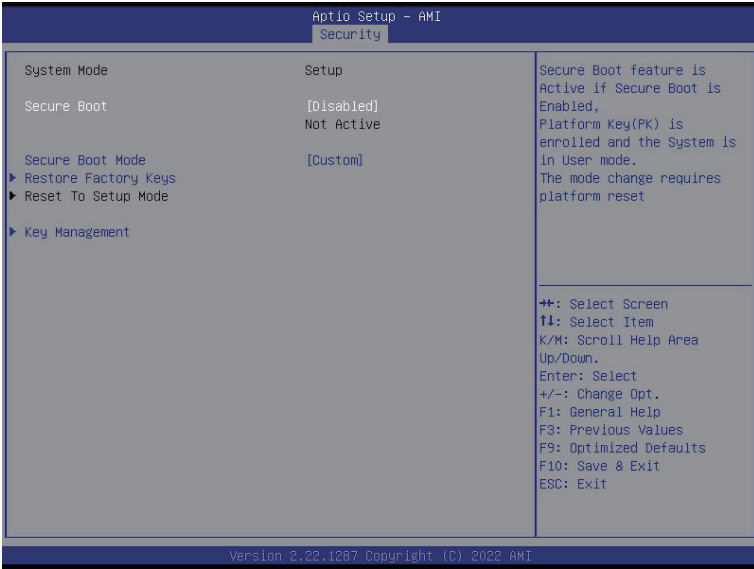 Aptio Setup – AMI
Security
System Mode Setup
Secure Boot [Disabled]
Not Active
Secure Boot Mode [Custom]
▶ Restore Factory Keys
▶ Reset To Setup Mode
▶ Key Management
Secure Boot feature is
Active if Secure Boot is
Enabled,
Platform Key(PK) is
enrolled and the System is
in User mode.
The mode change requires
platform reset
→←: Select Screen
↑↓: Select Item
K/M: Scroll Help Area
Up/Down.
Enter: Select
+/-: Change Opt.
F1: General Help
F3: Previous Values
F9: Optimized Defaults
F10: Save & Exit
ESC: Exit
Version 2.22.1287 Copyright (C) 2022 AMI